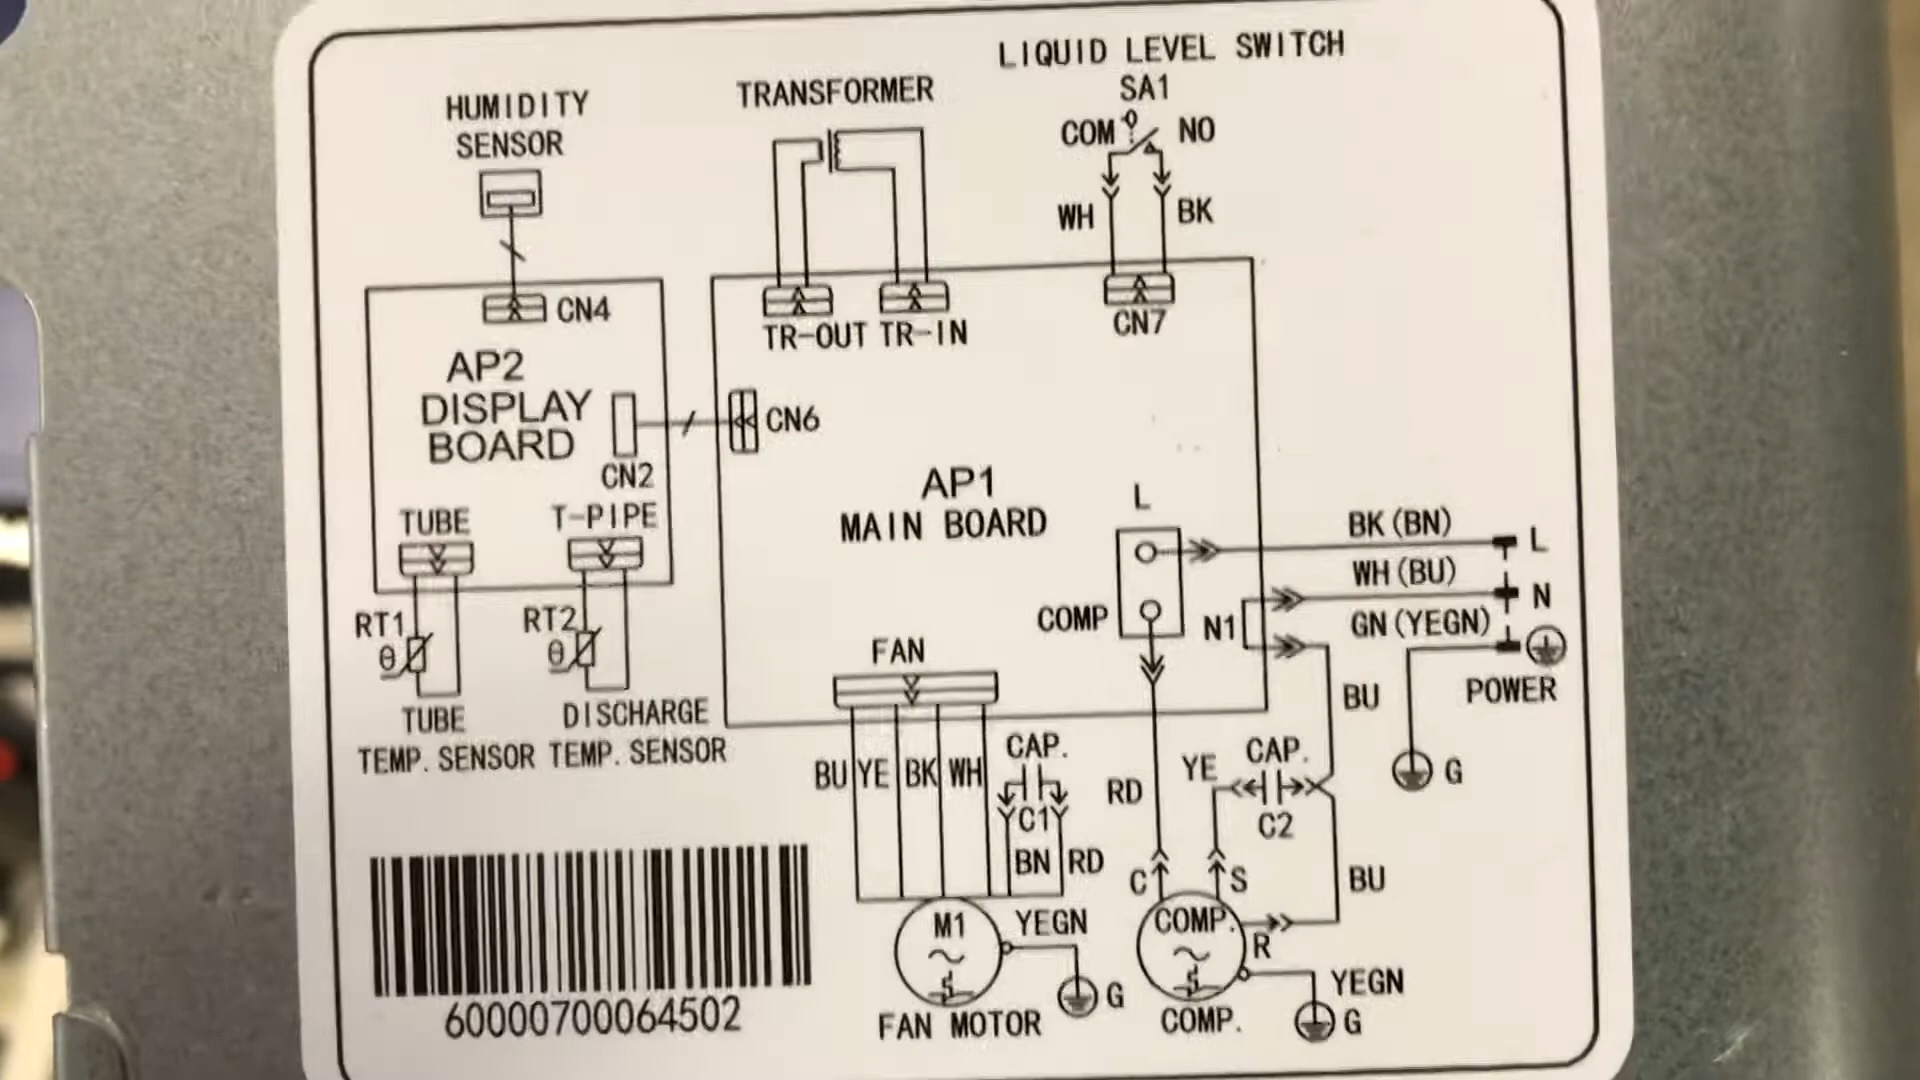 LIQUID LEVEL SWITCH
SA1
COM NO
WH BK
CN7
TRANSFORMER
TR-OUT TR-IN
HUMIDITY
SENSOR
CN4
AP2
DISPLAY
BOARD
CN2
CN6
TUBE
T-PIPE
RT1
θ
RT2
θ
TUBE
TEMP. SENSOR
DISCHARGE
TEMP. SENSOR
AP1
MAIN BOARD
L
COMP
N1
BK(BN) L
WH(BU) N
GN(YEGN)
POWER
BU
G
FAN
BU YE BK WH
CAP.
C1
BN RD
RD
YE
CAP.
C2
BU
C S
M1
YEGN
G
FAN MOTOR
COMP.
R
YEGN
G
COMP.
60000700064502